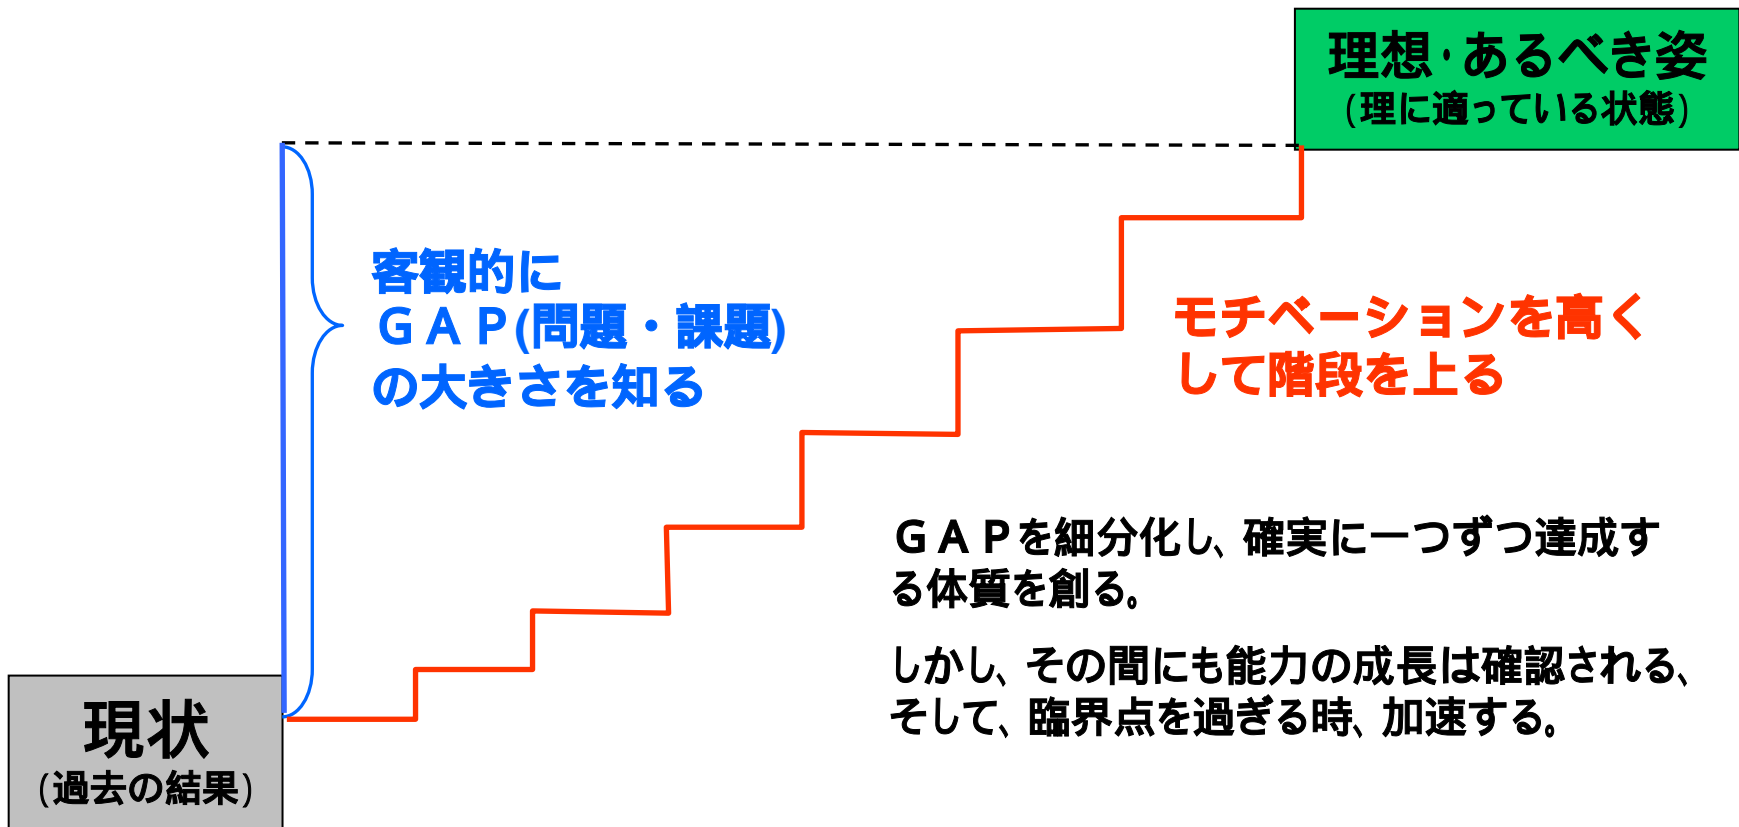 理想・あるべき姿
(理に適っている状態)
客観的に
ＧＡＰ(問題・課題)
の大きさを知る
モチベーションを高く
して階段を上る
ＧＡＰを細分化し、確実に一つずつ達成す
る体質を創る。
しかし、その間にも能力の成長は確認される、
そして、臨界点を過ぎる時、加速する。
現状
(過去の結果)